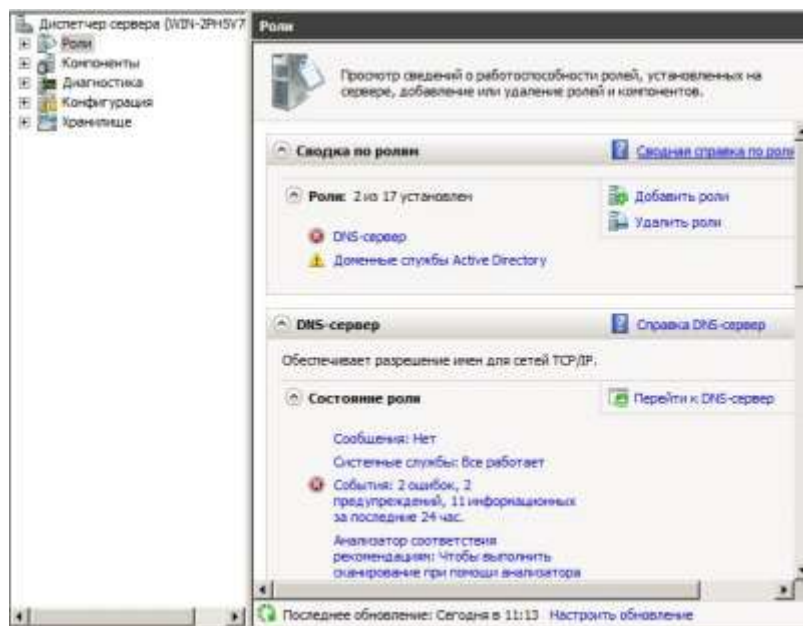 Диспетчер сервера (WIN-2PH5V7
Роли
Компоненты
Диагностика
Конфигурация
Хранилище
Роли
Просмотр сведений о работоспособности ролей, установленных на
сервере, добавление или удаление ролей и компонентов.
Сводка по ролям
Сводная справка по роли
Роли: 2 из 17 установлен
Добавить роли
Удалить роли
DNS-сервер
Доменные службы Active Directory
DNS-сервер
Справка DNS-сервер
Обеспечивает разрешение имен для сетей TCP/IP.
Состояние роли
Перейти к DNS-сервер
Сообщения: Нет
Системные службы: Все работает
События: 2 ошибок, 2
предупреждений, 11 информационных
за последние 24 час.
Анализатор соответствия
рекомендациям: Чтобы выполнить
сканирование при помощи анализатора
Последнее обновление: Сегодня в 11:13 Настроить обновление